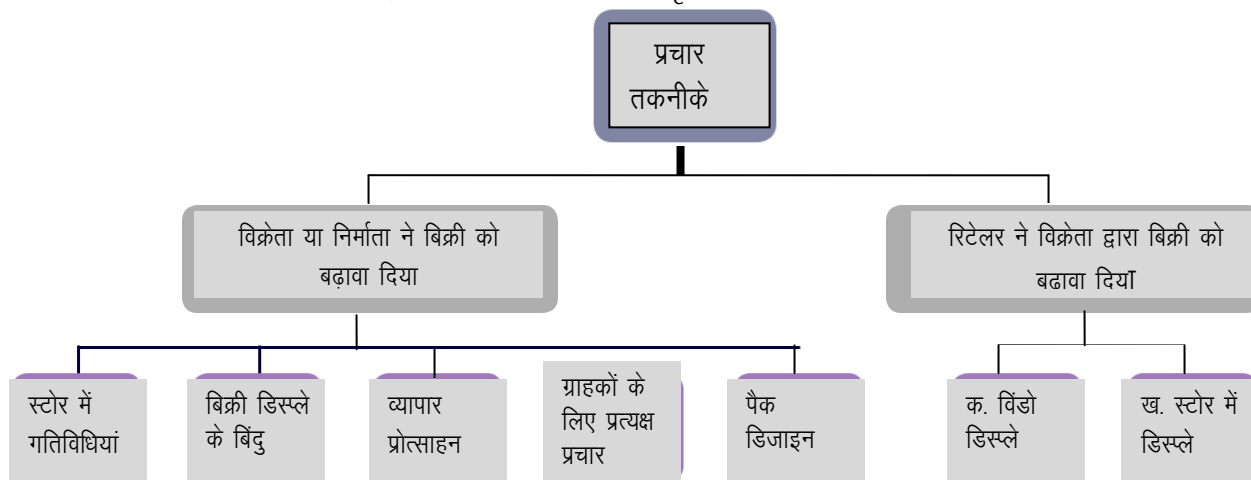 प्रचार
तकनीके
विक्रेता या निर्माता ने बिक्री को
बढ़ावा दिया
रिटेलर ने विक्रेता द्वारा बिक्री को
बढावा दिया
स्टोर में
गतिविधियां
बिक्री डिस्प्ले
के बिंदु
व्यापार
प्रोत्साहन
ग्राहकों के
लिए प्रत्यक्ष
प्रचार
पैक
डिजाइन
क. विंडो
डिस्प्ले
ख. स्टोर में
डिस्प्ले